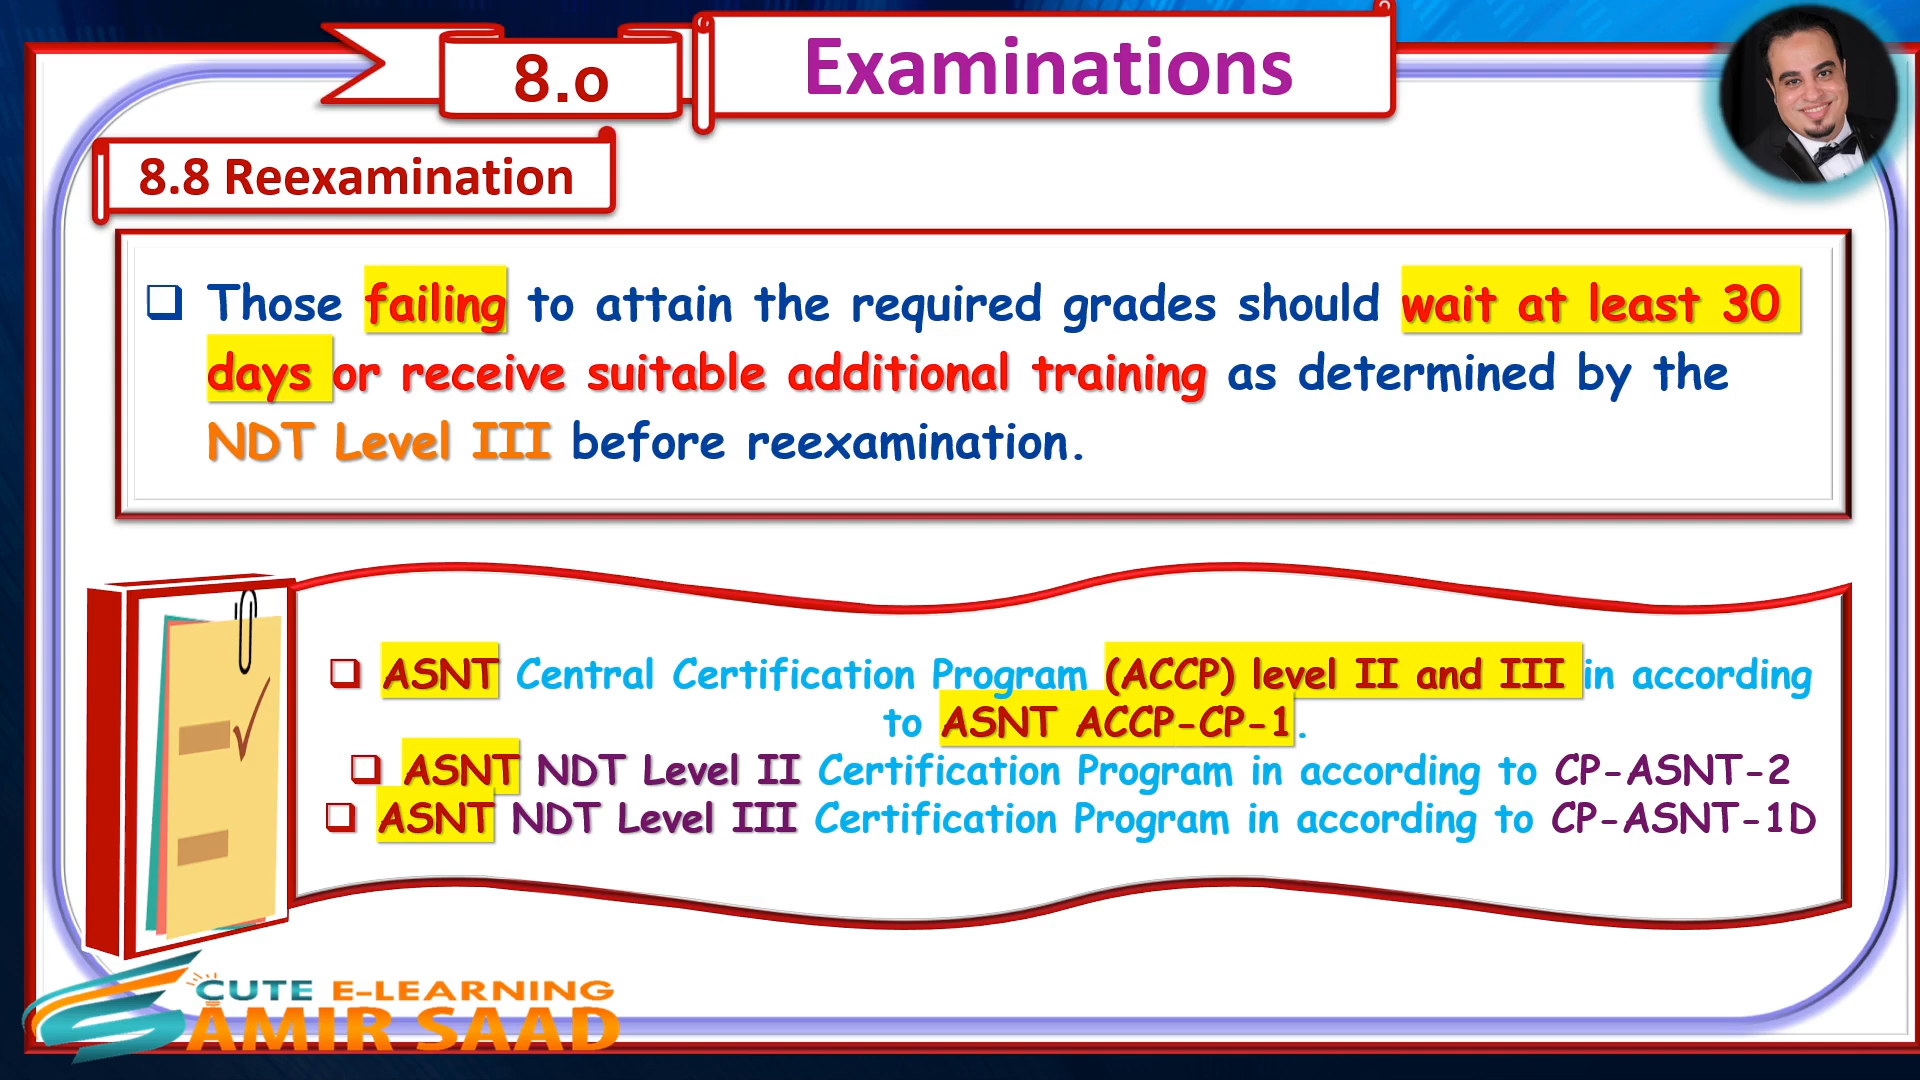 8.0
Examinations
8.8 Reexamination
❑ Those failing to attain the required grades should wait at least 30
days or receive suitable additional training as determined by the
NDT Level III before reexamination.
❑ ASNT Central Certification Program (ACCP) level II and III in according
to ASNT ACCP-CP-1.
❑ ASNT NDT Level II Certification Program in according to CP-ASNT-2
❑ ASNT NDT Level III Certification Program in according to CP-ASNT-1D
CUTE E-LEARNING
AMIR SAAD